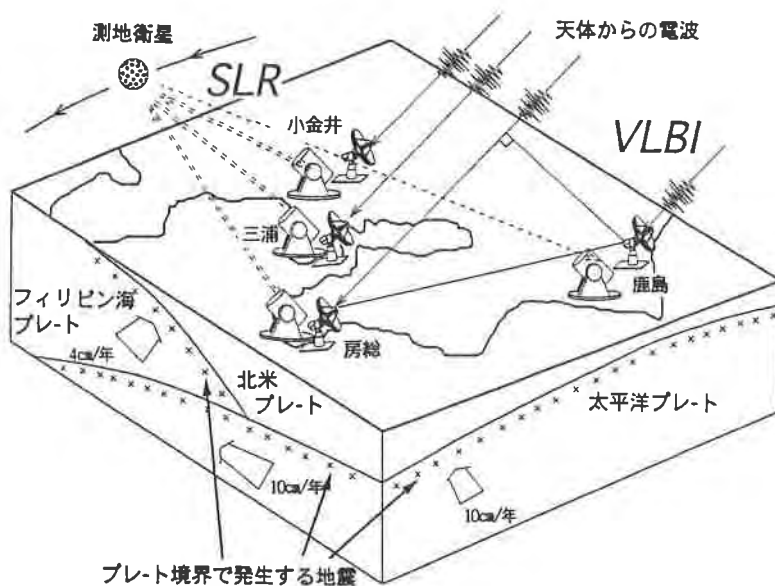 測地衛星
天体からの電波
SLR
小金井
VLBI
三浦
鹿島
フィリピン海
プレート
房総
4cm/年
北米
プレート
太平洋プレート
10cm/年
10cm/年
プレート境界で発生する地震